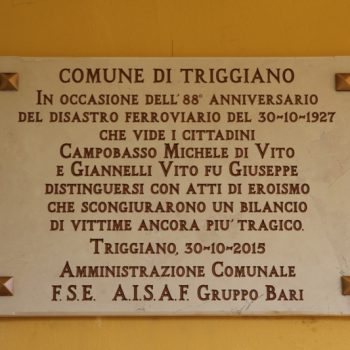 COMUNE DI TRIGGIANO
IN OCCASIONE DELL'88° ANNIVERSARIO
DEL DISASTRO FERROVIARIO DEL 30-10-1927
CHE VIDE I CITTADINI
CAMPOBASSO MICHELE DI VITO
E GIANNELLI VITO FU GIUSEPPE
DISTINGUERSI CON ATTI DI EROISMO
CHE SCONGIURARONO UN BILANCIO
DI VITTIME ANCORA PIU' TRAGICO.
TRIGGIANO, 30-10-2015
AMMINISTRAZIONE COMUNALE
F.S.E. A.I.S.A.F. GRUPPO BARI